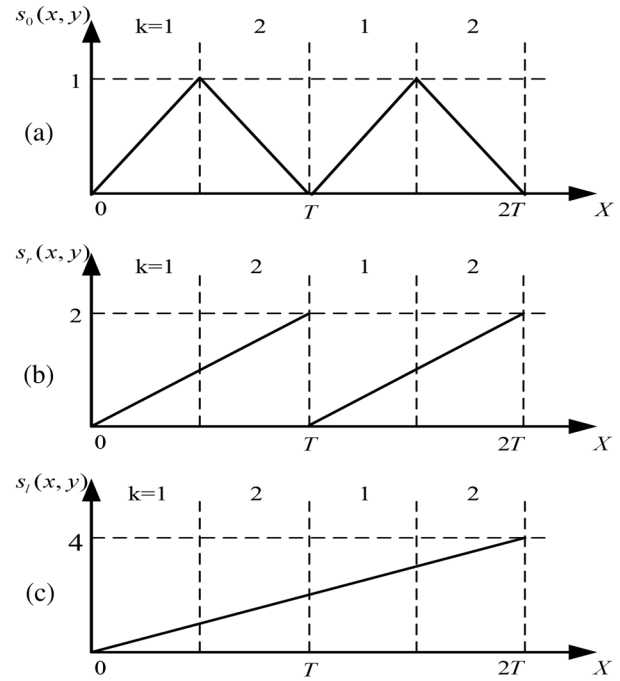 s₀(x, y)
k=1 2 1 2
1
(a)
0 T 2T X
sᵣ(x, y)
k=1 2 1 2
2
(b)
0 T 2T X
sₗ(x, y)
k=1 2 1 2
4
(c)
0 T 2T X